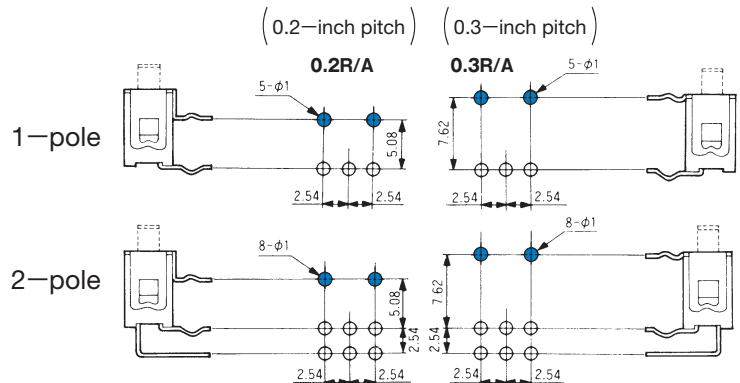 (0.2—inch pitch) (0.3—inch pitch)
0.2R/A 0.3R/A
5-φ1 5-φ1
1—pole
5.08 7.62
2.54 2.54 2.54 2.54
8-φ1 8-φ1
2—pole
5.08 7.62
2.54 2.54
2.54 2.54 2.54 2.54